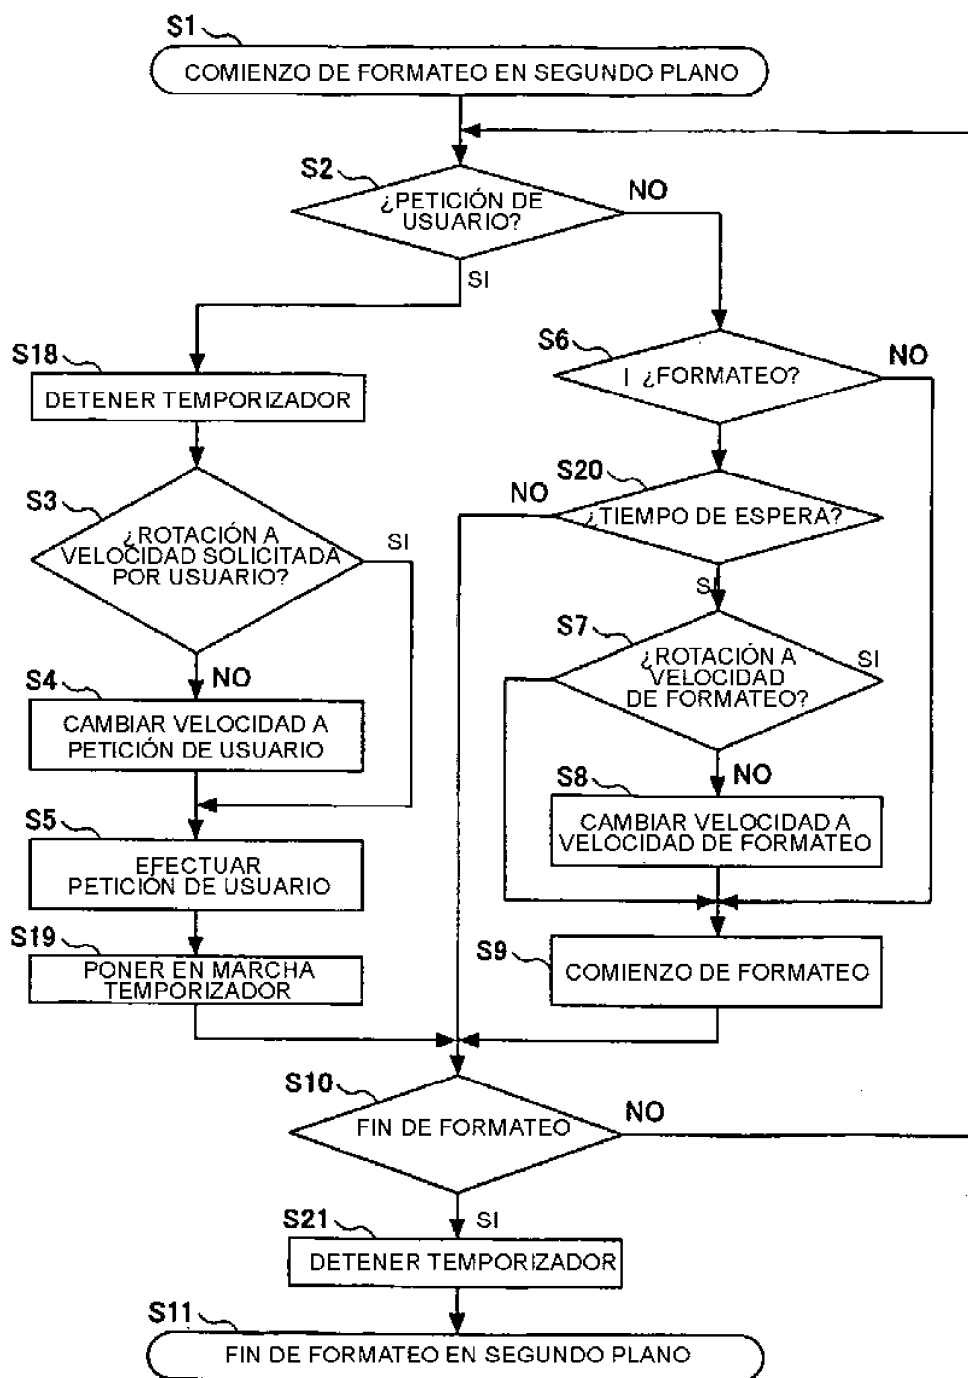 S1
COMIENZO DE FORMATEO EN SEGUNDO PLANO
S2
¿PETICIÓN DE
USUARIO?
NO
SI
S18
DETENER TEMPORIZADOR
S6
I ¿FORMATEO?
NO
S3
¿ROTACIÓN A
VELOCIDAD SOLICITADA
POR USUARIO?
SI
NO
S20
¿TIEMPO DE ESPERA?
NO
SI
S7
¿ROTACIÓN A
VELOCIDAD
DE FORMATEO?
SI
NO
S4
CAMBIAR VELOCIDAD A
PETICIÓN DE USUARIO
S8
CAMBIAR VELOCIDAD A
VELOCIDAD DE FORMATEO
S5
EFECTUAR
PETICIÓN DE USUARIO
S19
PONER EN MARCHA
TEMPORIZADOR
S9
COMIENZO DE FORMATEO
S10
FIN DE FORMATEO
NO
SI
S21
DETENER TEMPORIZADOR
S11
FIN DE FORMATEO EN SEGUNDO PLANO